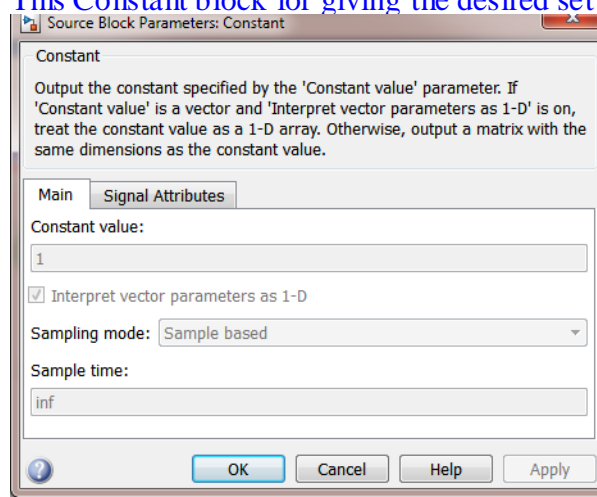 This Constant block for giving the desired set
Source Block Parameters: Constant
Constant
Output the constant specified by the 'Constant value' parameter. If
'Constant value' is a vector and 'Interpret vector parameters as 1-D' is on,
treat the constant value as a 1-D array. Otherwise, output a matrix with the
same dimensions as the constant value.
Main Signal Attributes
Constant value:
1
Interpret vector parameters as 1-D
Sampling mode: Sample based
Sample time:
inf
OK Cancel Help Apply